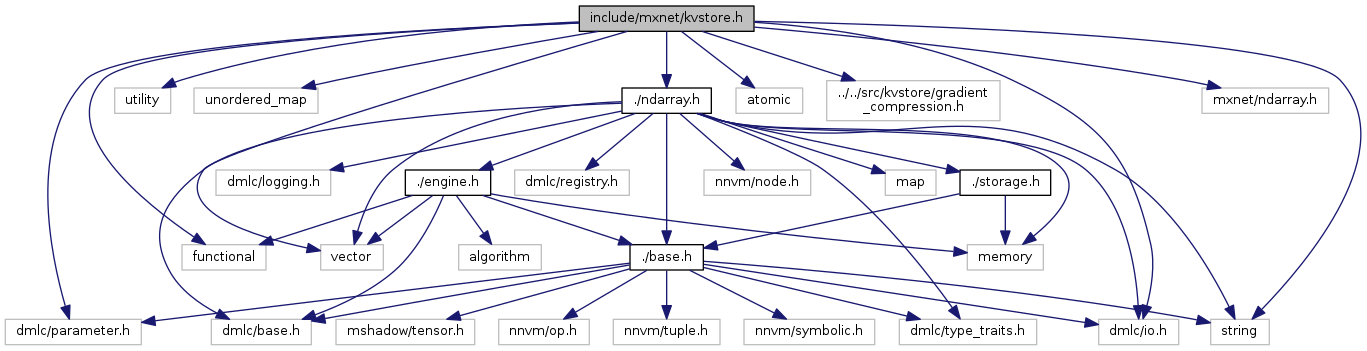 include/mxnet/kvstore.h
utility
unordered_map
./ndarray.h
atomic
../../src/kvstore/gradient
_compression.h
mxnet/ndarray.h
dmlc/logging.h
./engine.h
dmlc/registry.h
nnvm/node.h
map
./storage.h
functional
vector
algorithm
./base.h
memory
dmlc/parameter.h
dmlc/base.h
mshadow/tensor.h
nnvm/op.h
nnvm/tuple.h
nnvm/symbolic.h
dmlc/type_traits.h
dmlc/io.h
string